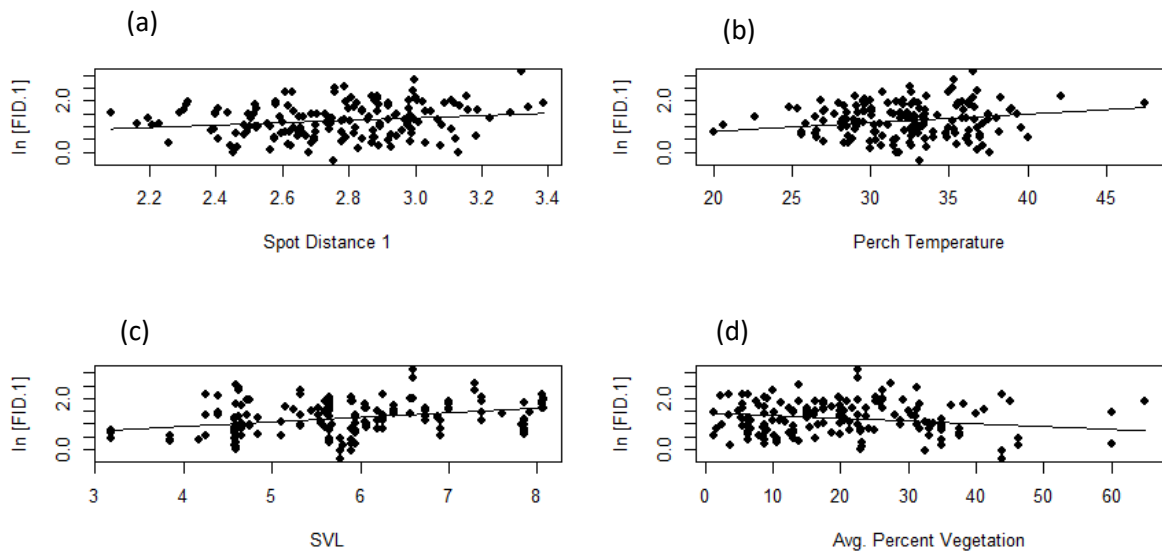 (a)
ln [FID.1]
0.0 2.0
2.2 2.4 2.6 2.8 3.0 3.2 3.4
Spot Distance 1
(b)
ln [FID.1]
0.0 2.0
20 25 30 35 40 45
Perch Temperature
(c)
ln [FID.1]
0.0 2.0
3 4 5 6 7 8
SVL
(d)
ln [FID.1]
0.0 2.0
0 10 20 30 40 50 60
Avg. Percent Vegetation